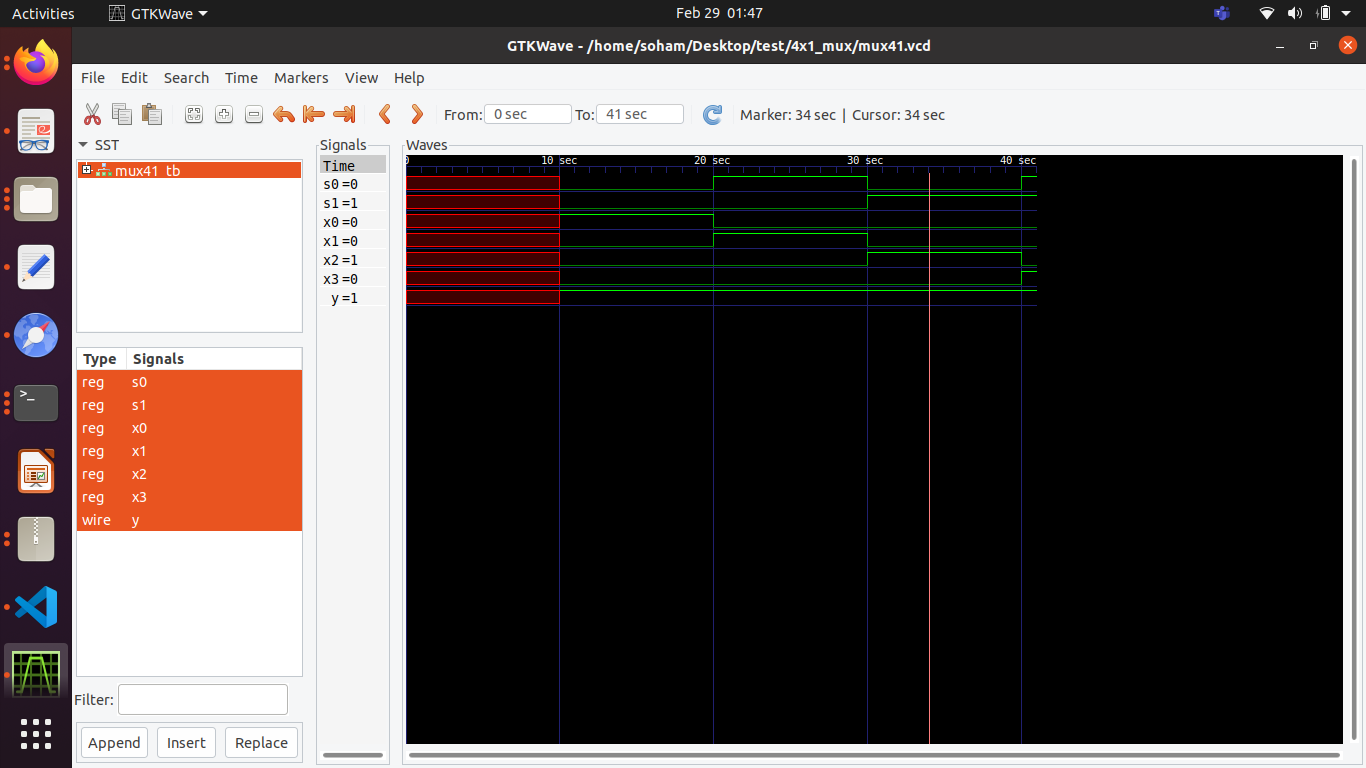 Activities GTKWave Feb 29 01:47
GTKWave - /home/soham/Desktop/test/4x1_mux/mux41.vcd
File Edit Search Time Markers View Help
From: 0 sec To: 41 sec Marker: 34 sec | Cursor: 34 sec
SST
mux41_tb
Type Signals
reg s0
reg s1
reg x0
reg x1
reg x2
reg x3
wire y
Filter:
Append Insert Replace
Signals
Time
s0=0
s1=1
x0=0
x1=0
x2=1
x3=0
y=1
Waves
0 10 sec 20 sec 30 sec 40 sec
>_